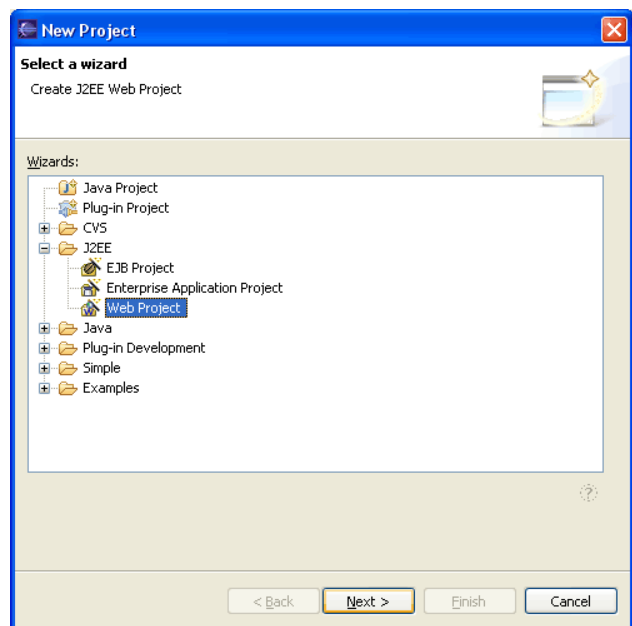 New Project
Select a wizard
Create J2EE Web Project
Wizards:
Java Project
Plug-in Project
CVS
J2EE
EJB Project
Enterprise Application Project
Web Project
Java
Plug-in Development
Simple
Examples
?
< Back Next > Finish Cancel